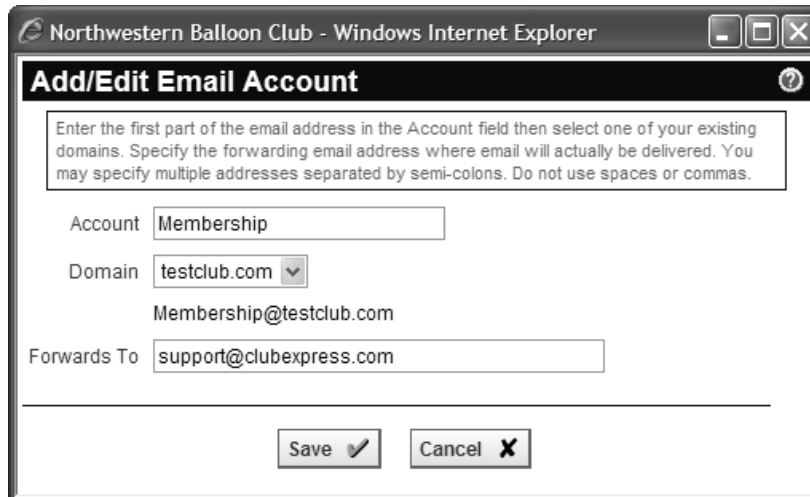 Northwestern Balloon Club - Windows Internet Explorer
Add/Edit Email Account
Enter the first part of the email address in the Account field then select one of your existing
domains. Specify the forwarding email address where email will actually be delivered. You
may specify multiple addresses separated by semi-colons. Do not use spaces or commas.
Account Membership
Domain testclub.com
Membership@testclub.com
Forwards To support@clubexpress.com
Save Cancel